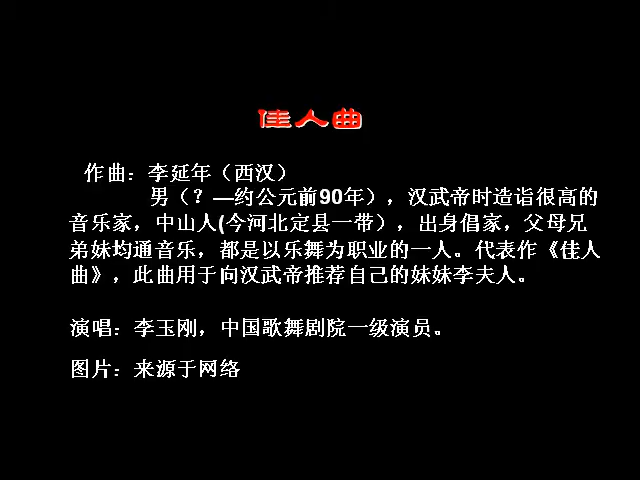 佳人曲
作曲：李延年（西汉）
男（？—约公元前90年），汉武帝时造诣很高的
音乐家，中山人(今河北定县一带），出身倡家，父母兄
弟妹均通音乐，都是以乐舞为职业的一人。代表作《佳人
曲》，此曲用于向汉武帝推荐自己的妹妹李夫人。
演唱：李玉刚，中国歌舞剧院一级演员。
图片：来源于网络